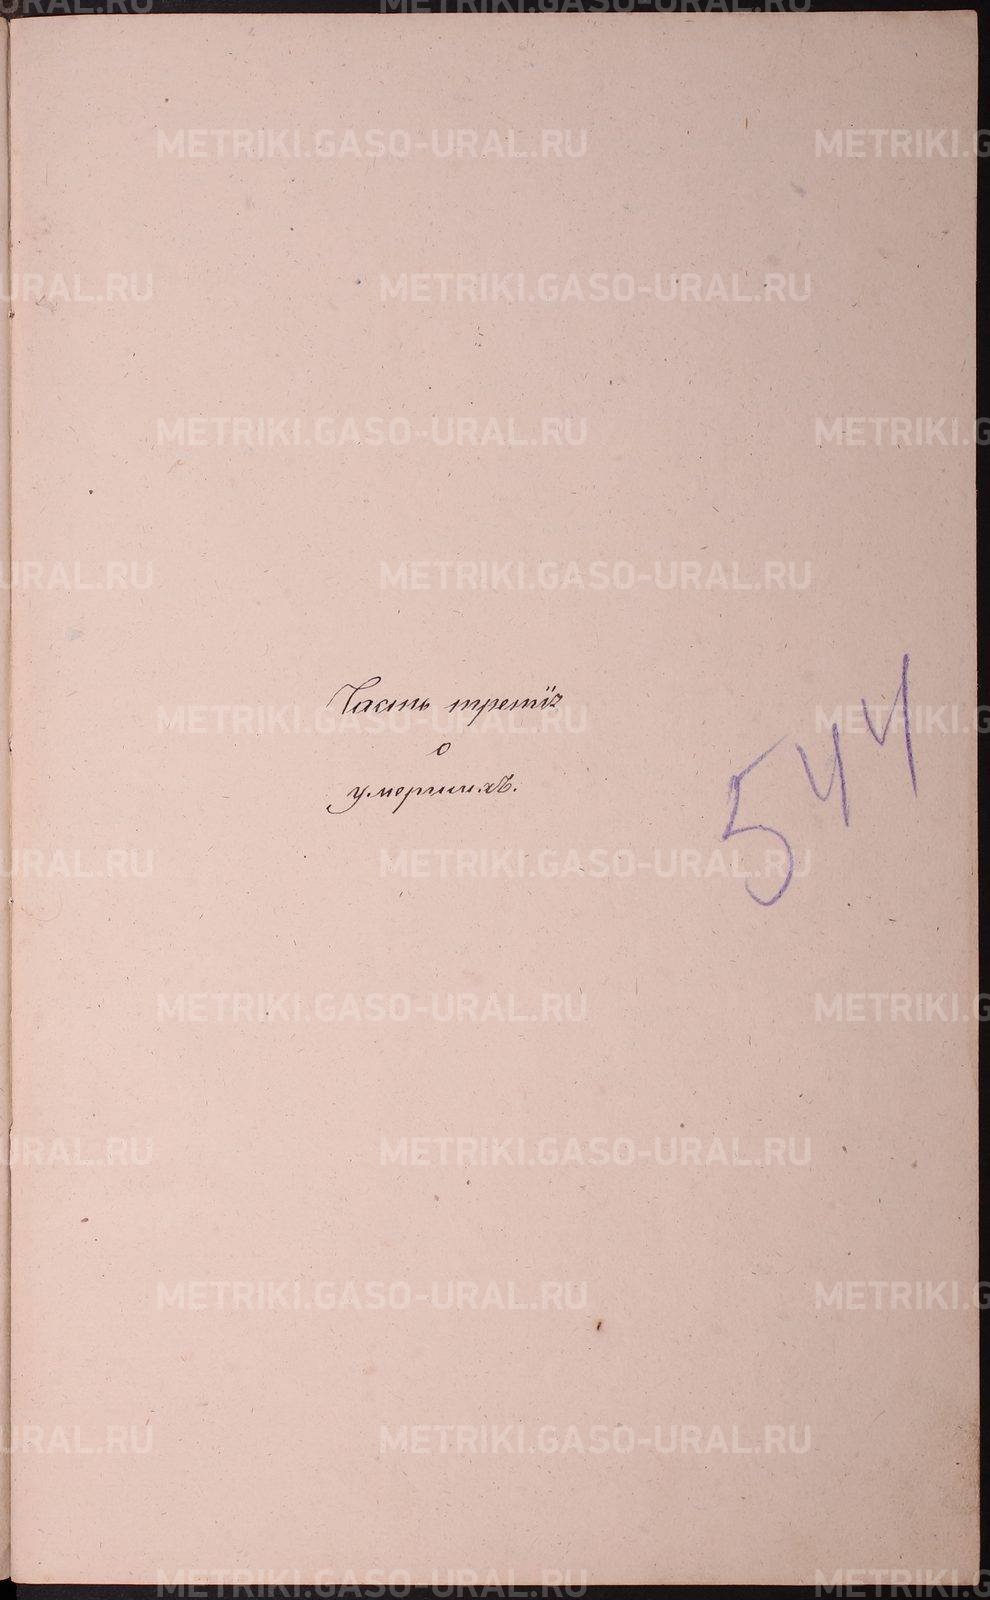 Часть третія
о
умершихъ.
544